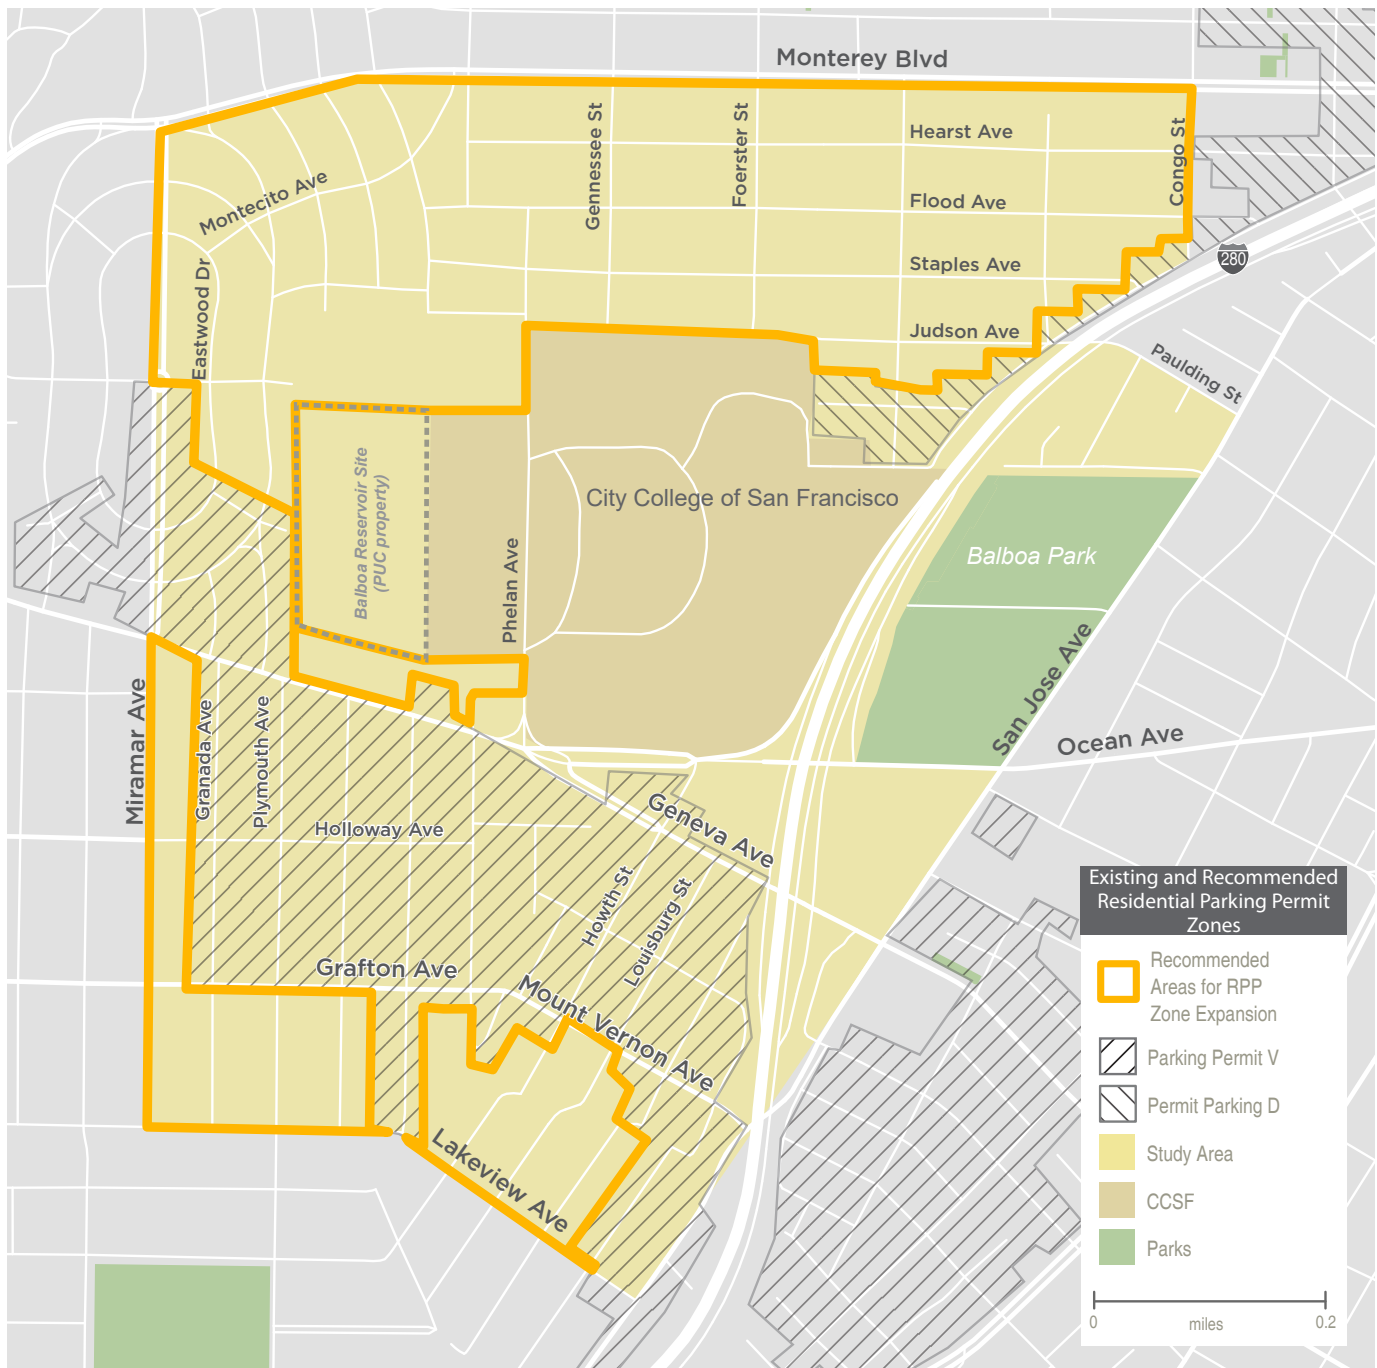 Monterey Blvd
Gennessee St
Foerster St
Hearst Ave
Congo St
Montecito Ave
Flood Ave
Staples Ave
280
Eastwood Dr
Judson Ave
Paulding St
Balboa Reservoir Site
(PUC property)
City College of San Francisco
Phelan Ave
Balboa Park
San Jose Ave
Ocean Ave
Miramar Ave
Granada Ave
Plymouth Ave
Holloway Ave
Geneva Ave
Howth St
Louisburg St
Grafton Ave
Mount Vernon Ave
Lakeview Ave
Existing and Recommended
Residential Parking Permit
Zones
Recommended
Areas for RPP
Zone Expansion
Parking Permit V
Permit Parking D
Study Area
CCSF
Parks
0 miles 0.2